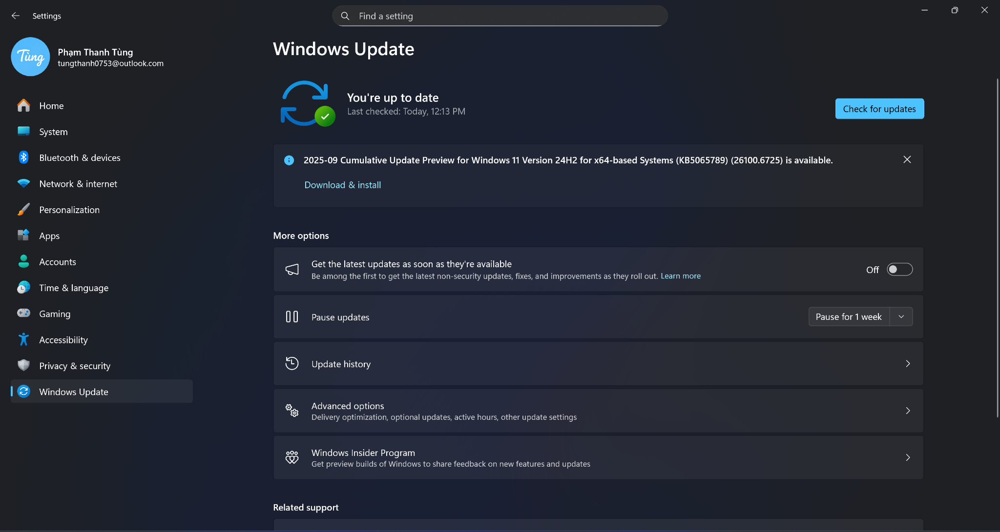 Settings
Find a setting
Tùng
Phạm Thanh Tùng
tungthanh0753@outlook.com
Home
System
Bluetooth & devices
Network & internet
Personalization
Apps
Accounts
Time & language
Gaming
Accessibility
Privacy & security
Windows Update
Windows Update
You're up to date
Last checked: Today, 12:13 PM
Check for updates
2025-09 Cumulative Update Preview for Windows 11 Version 24H2 for x64-based Systems (KB5065789) (26100.6725) is available.
Download & install
More options
Get the latest updates as soon as they're available
Be among the first to get the latest non-security updates, fixes, and improvements as they roll out. Learn more
Off
Pause updates
Pause for 1 week
Update history
Advanced options
Delivery optimization, optional updates, active hours, other update settings
Windows Insider Program
Get preview builds of Windows to share feedback on new features and updates
Related support